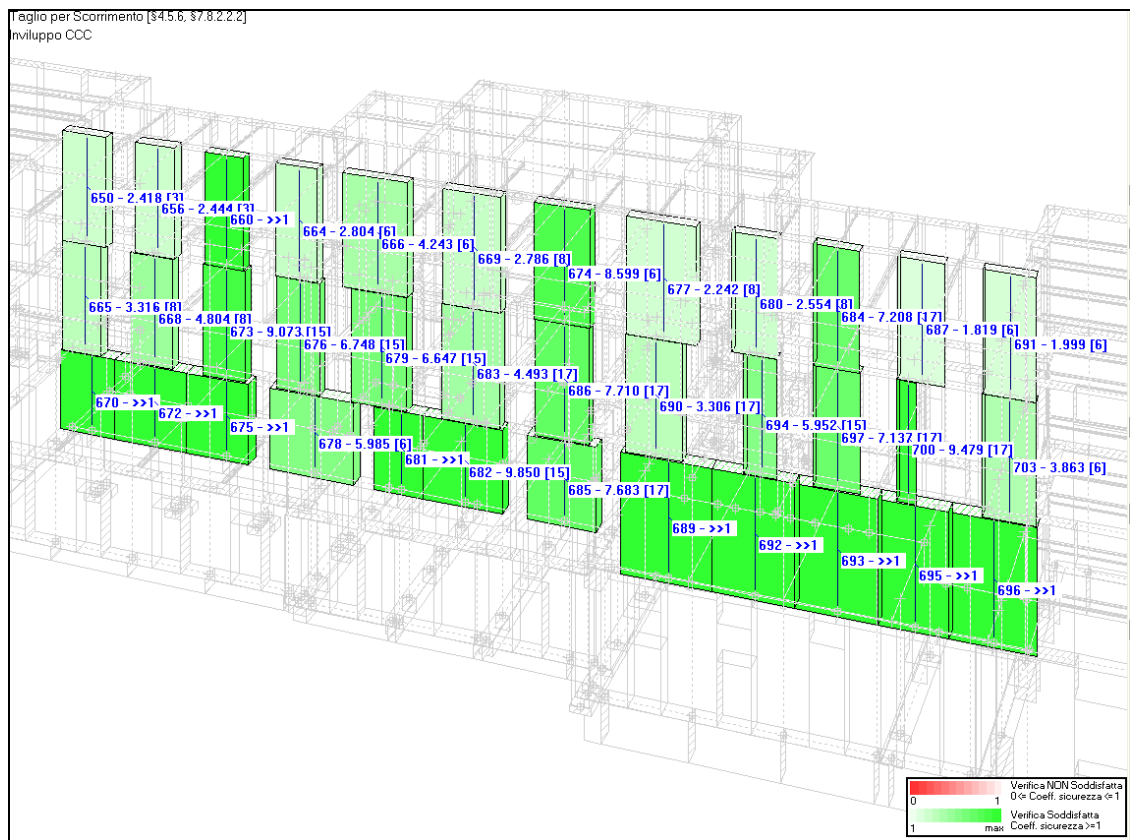 Taglio per Scorrimento [§4.5.6, §7.8.2.2.2]
Inviluppo CCC
650 - 2.418 [3]
656 - 2.444 [3]
660 - >>1
664 - 2.804 [6]
666 - 4.243 [6]
669 - 2.786 [8]
674 - 8.599 [6]
677 - 2.242 [8]
680 - 2.554 [8]
684 - 7.208 [17]
687 - 1.819 [6]
691 - 1.999 [6]
665 - 3.316 [8]
668 - 4.804 [8]
673 - 9.073 [15]
676 - 6.748 [15]
679 - 6.647 [15]
683 - 4.493 [17]
686 - 7.710 [17]
690 - 3.306 [17]
694 - 5.952 [15]
697 - 7.137 [17]
700 - 9.479 [17]
703 - 3.863 [6]
670 - >>1
672 - >>1
675 - >>1
678 - 5.985 [6]
681 - >>1
682 - 9.850 [15]
685 - 7.683 [17]
689 - >>1
692 - >>1
693 - >>1
695 - >>1
696 - >>1
Verifica NON Soddisfatta
0 <= Coeff. sicurezza <= 1
0 1
Verifica Soddisfatta
Coeff. sicurezza >=1
1 max